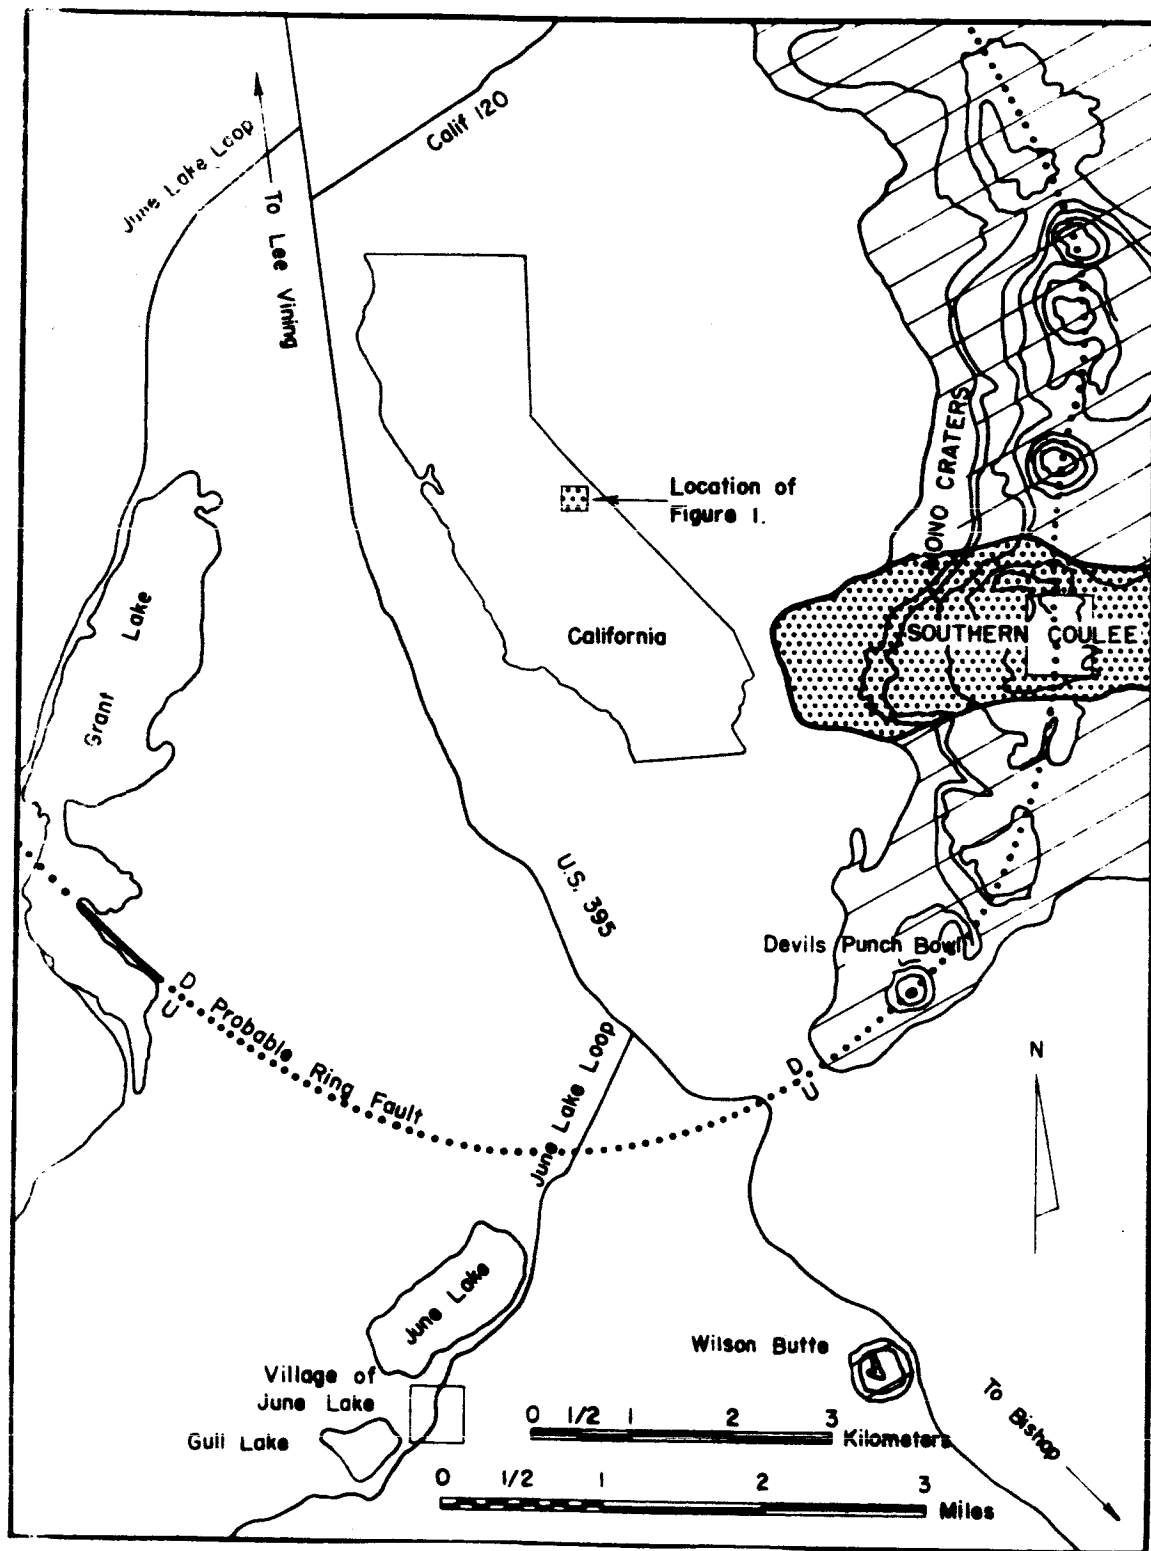 June Lake Loop
To Lee Vining
Calif 120
Location of
Figure 1.
MONO CRATERS
California
SOUTHERN COULEE
Grant Lake
U.S. 395
Devils Punch Bowl
D
U
Probable Ring Fault
D
U
June Lake Loop
N
June Lake
Wilson Butte
Village of
June Lake
Gull Lake
To Bishop
0 1/2 1 2 3
Kilometers
0 1/2 1 2 3
Miles